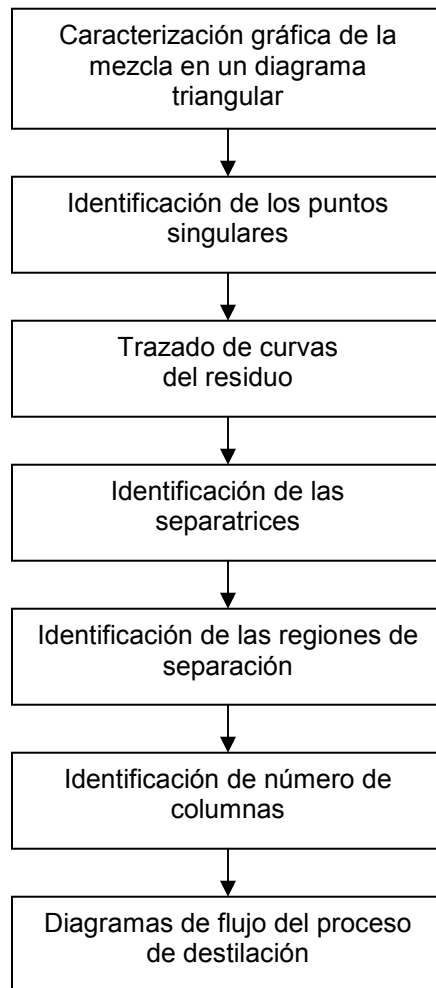 Caracterización gráfica de la
mezcla en un diagrama
triangular
Identificación de los puntos
singulares
Trazado de curvas
del residuo
Identificación de las
separatrices
Identificación de las regiones de
separación
Identificación de número de
columnas
Diagramas de flujo del proceso
de destilación